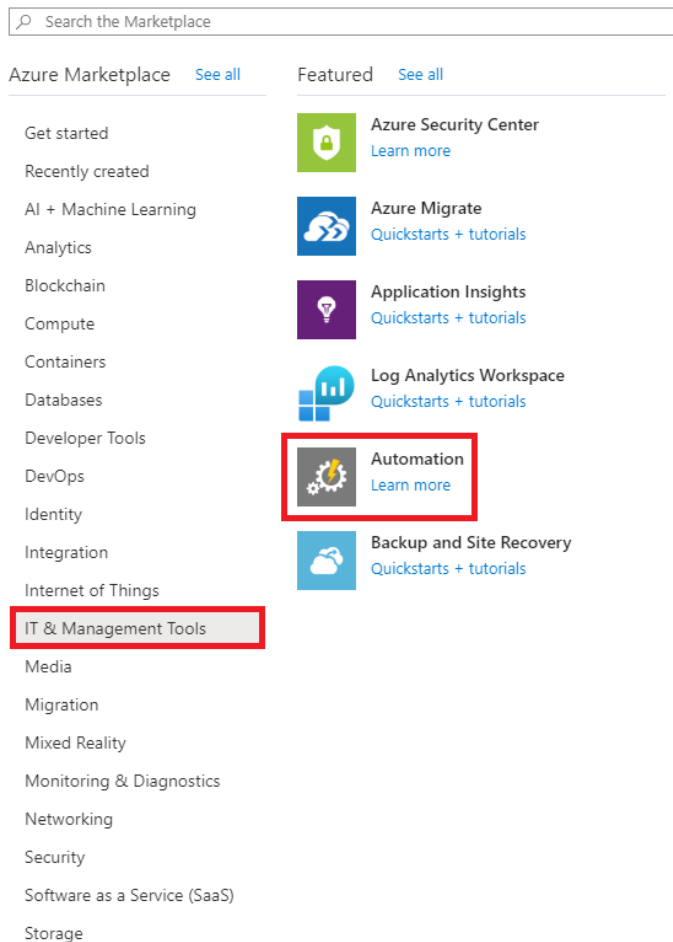 Search the Marketplace
Azure Marketplace See all
Get started
Recently created
AI + Machine Learning
Analytics
Blockchain
Compute
Containers
Databases
Developer Tools
DevOps
Identity
Integration
Internet of Things
IT & Management Tools
Media
Migration
Mixed Reality
Monitoring & Diagnostics
Networking
Security
Software as a Service (SaaS)
Storage
Featured See all
Azure Security Center
Learn more
Azure Migrate
Quickstarts + tutorials
Application Insights
Quickstarts + tutorials
Log Analytics Workspace
Quickstarts + tutorials
Automation
Learn more
Backup and Site Recovery
Quickstarts + tutorials